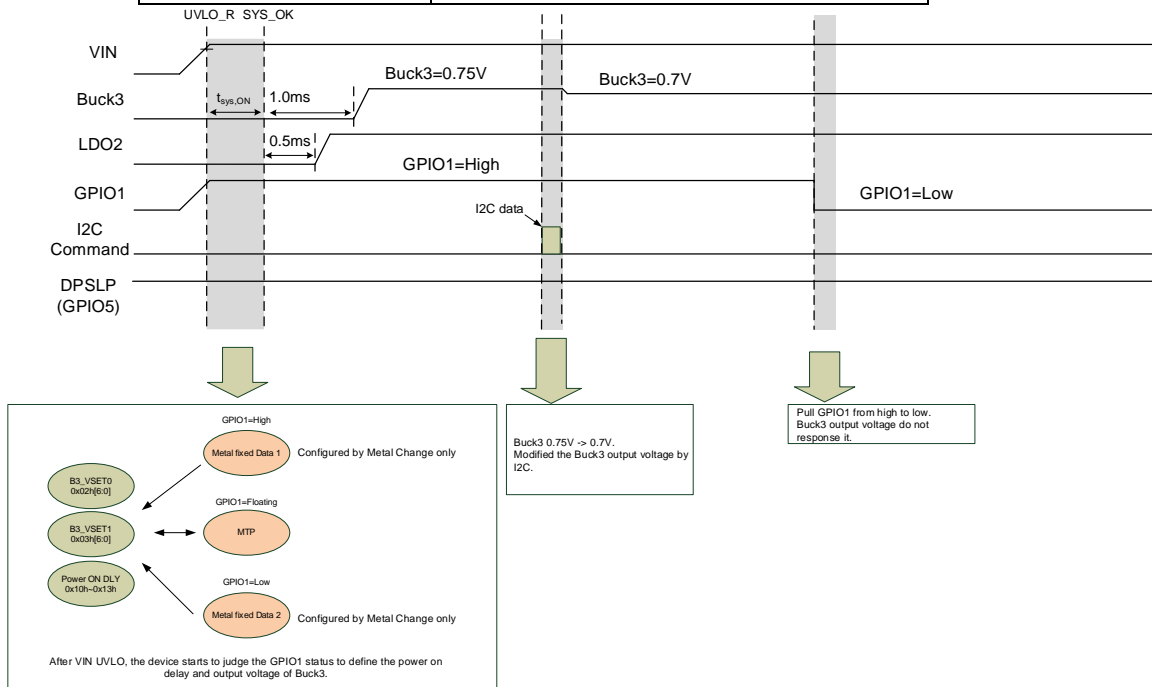 UVLO_R SYS_OK
VIN
Buck3=0.75V
Buck3=0.7V
Buck3
tsys,ON
1.0ms
LDO2
0.5ms
GPIO1=High
GPIO1
GPIO1=Low
I2C data
I2C
Command
DPSLP
(GPIO5)
GPIO1=High
Metal fixed Data 1
Configured by Metal Change only
B3_VSET0
0x02h[6:0]
GPIO1=Floating
B3_VSET1
0x03h[6:0]
MTP
Power ON DLY
0x10h~0x13h
GPIO1=Low
Metal fixed Data 2
Configured by Metal Change only
After VIN UVLO, the device starts to judge the GPIO1 status to define the power on
delay and output voltage of Buck3.
Buck3 0.75V -> 0.7V.
Modified the Buck3 output voltage by
I2C.
Pull GPIO1 from high to low.
Buck3 output voltage do not
response it.